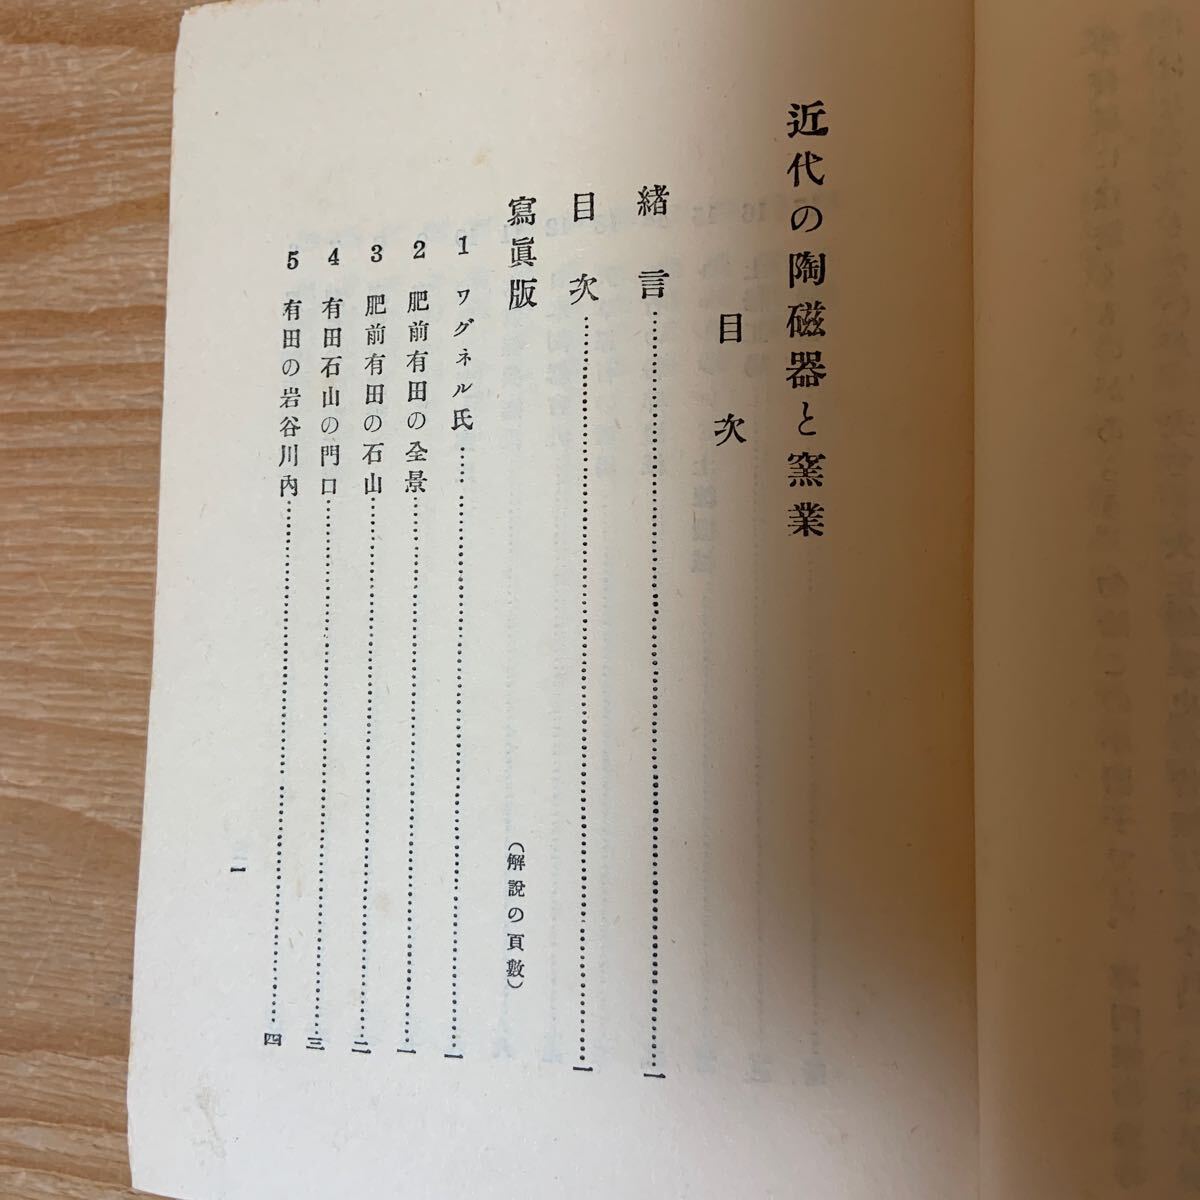 近代の陶磁器と窯業
目次
緒言……一
目次……一
寫眞版（解說の頁數）
1 ワグネル氏……一
2 肥前有田の全景……一
3 肥前有田の石山……二
4 有田石山の門口……三
5 有田の岩谷川內……四
一